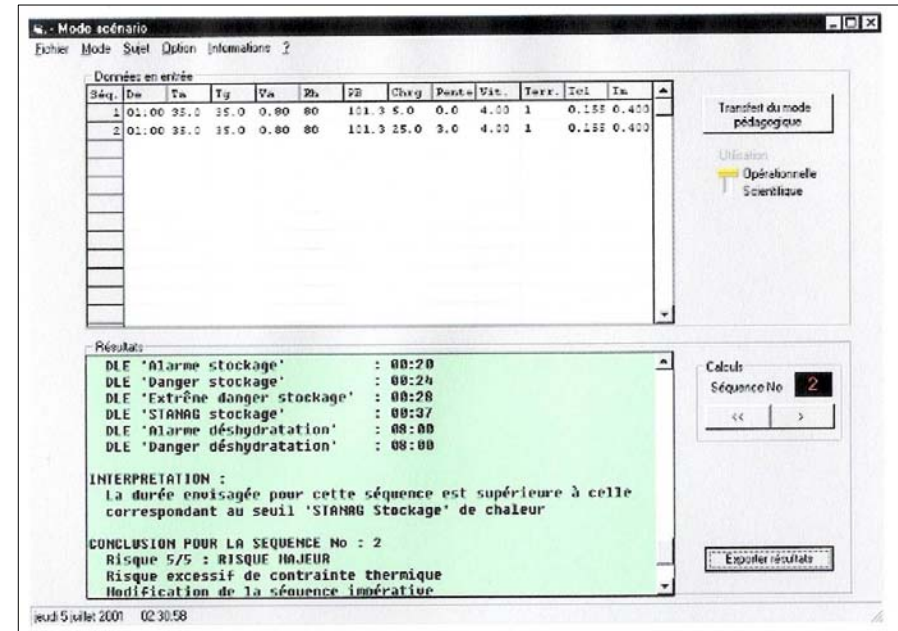 - Mode scénario
Fichier Mode Sujet Option Informations ?
Données en entrée
Séq. De Ta Tg Va Rh PB Chrg Pente Vit. Terr. Icl Im
1 01:00 35.0 35.0 0.80 80 101.3 5.0 0.0 4.00 1 0.155 0.400
2 01:00 35.0 35.0 0.80 80 101.3 25.0 3.0 4.00 1 0.155 0.400
Transfert du mode
pédagogique
Utilisation
Opérationnelle
Scientifique
Résultats
DLE 'Alarme stockage' : 00:20
DLE 'Danger stockage' : 00:24
DLE 'Extrême danger stockage' : 00:28
DLE 'STANAG stockage' : 00:37
DLE 'Alarme déshydratation' : 08:00
DLE 'Danger déshydratation' : 08:00
INTERPRETATION :
La durée envisagée pour cette séquence est supérieure à celle
correspondant au seuil 'STANAG Stockage' de chaleur
CONCLUSION POUR LA SEQUENCE No : 2
Risque 5/5 : RISQUE MAJEUR
Risque excessif de contrainte thermique
Modification de la séquence impérative
Calculs
Séquence No 2
<< >
Exporter résultats
jeudi 5 juillet 2001 02:30:58